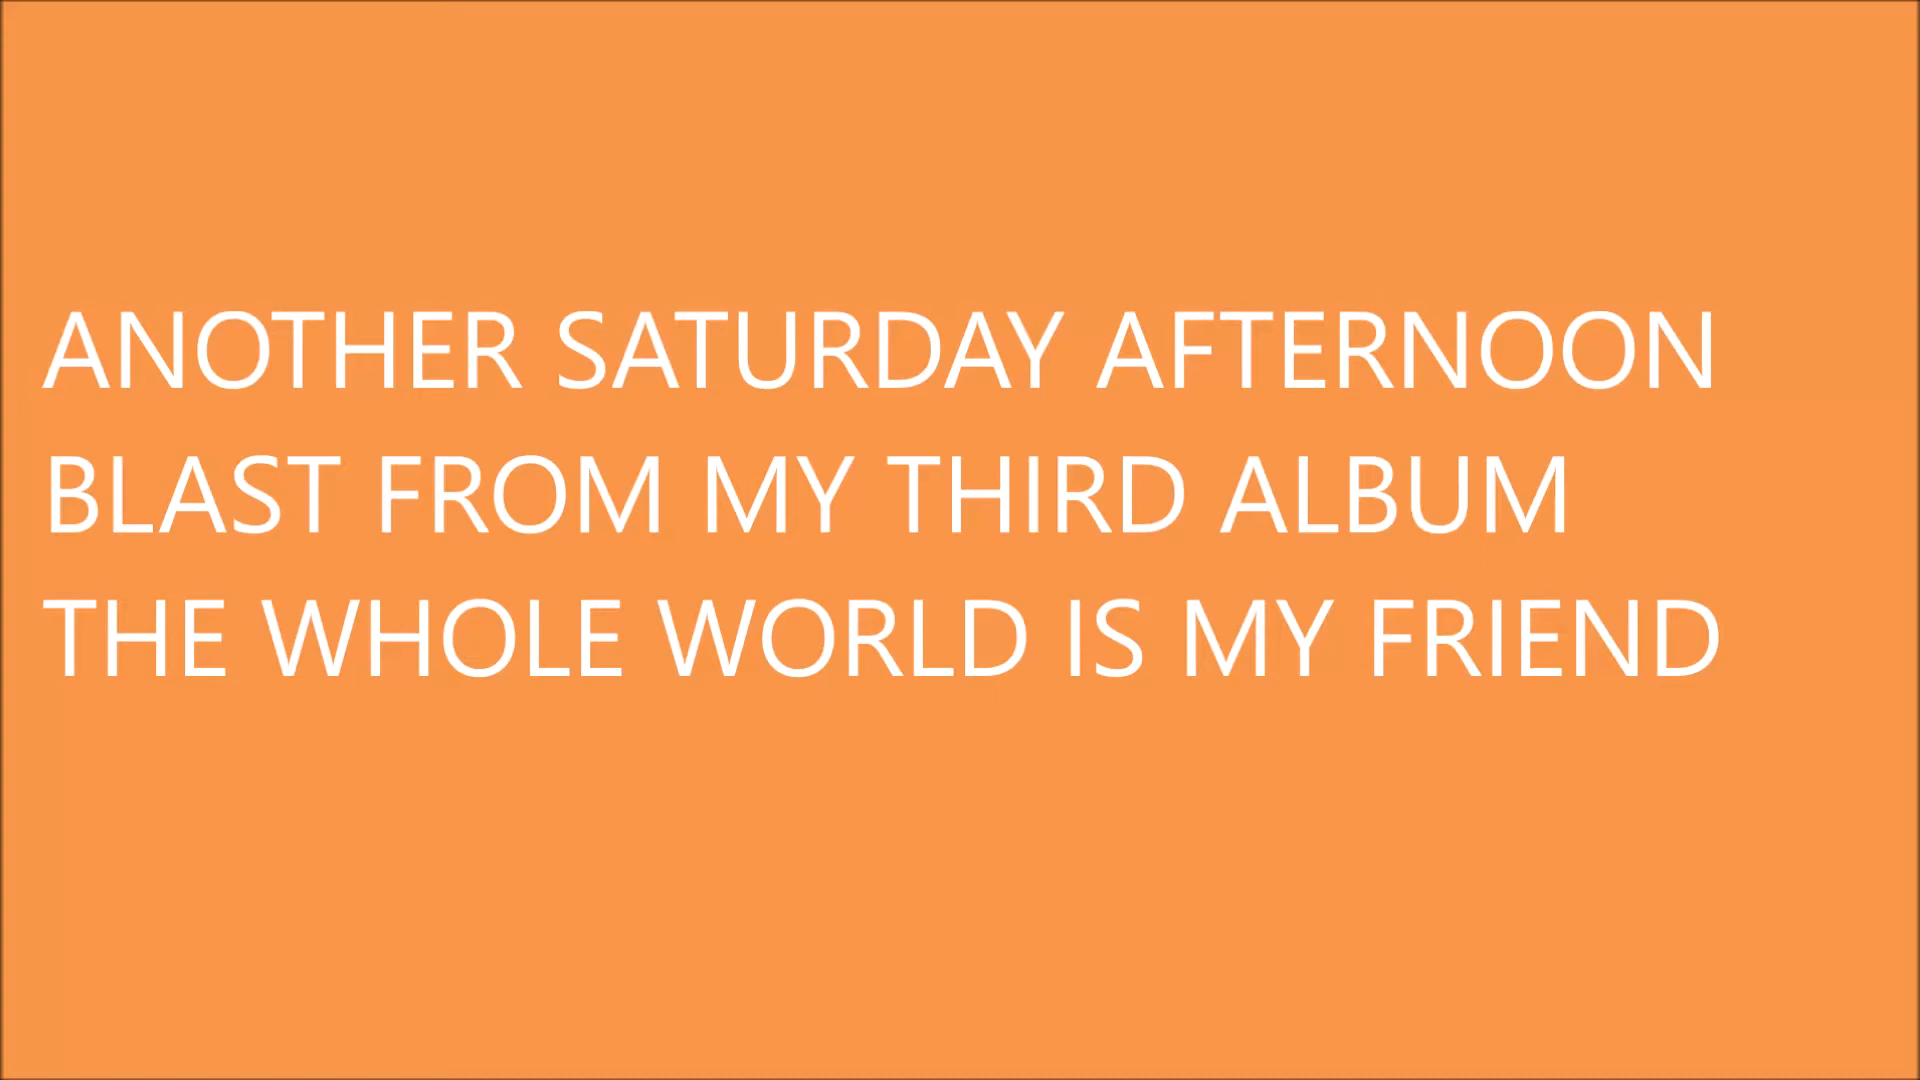 ANOTHER SATURDAY AFTERNOON
BLAST FROM MY THIRD ALBUM
THE WHOLE WORLD IS MY FRIEND